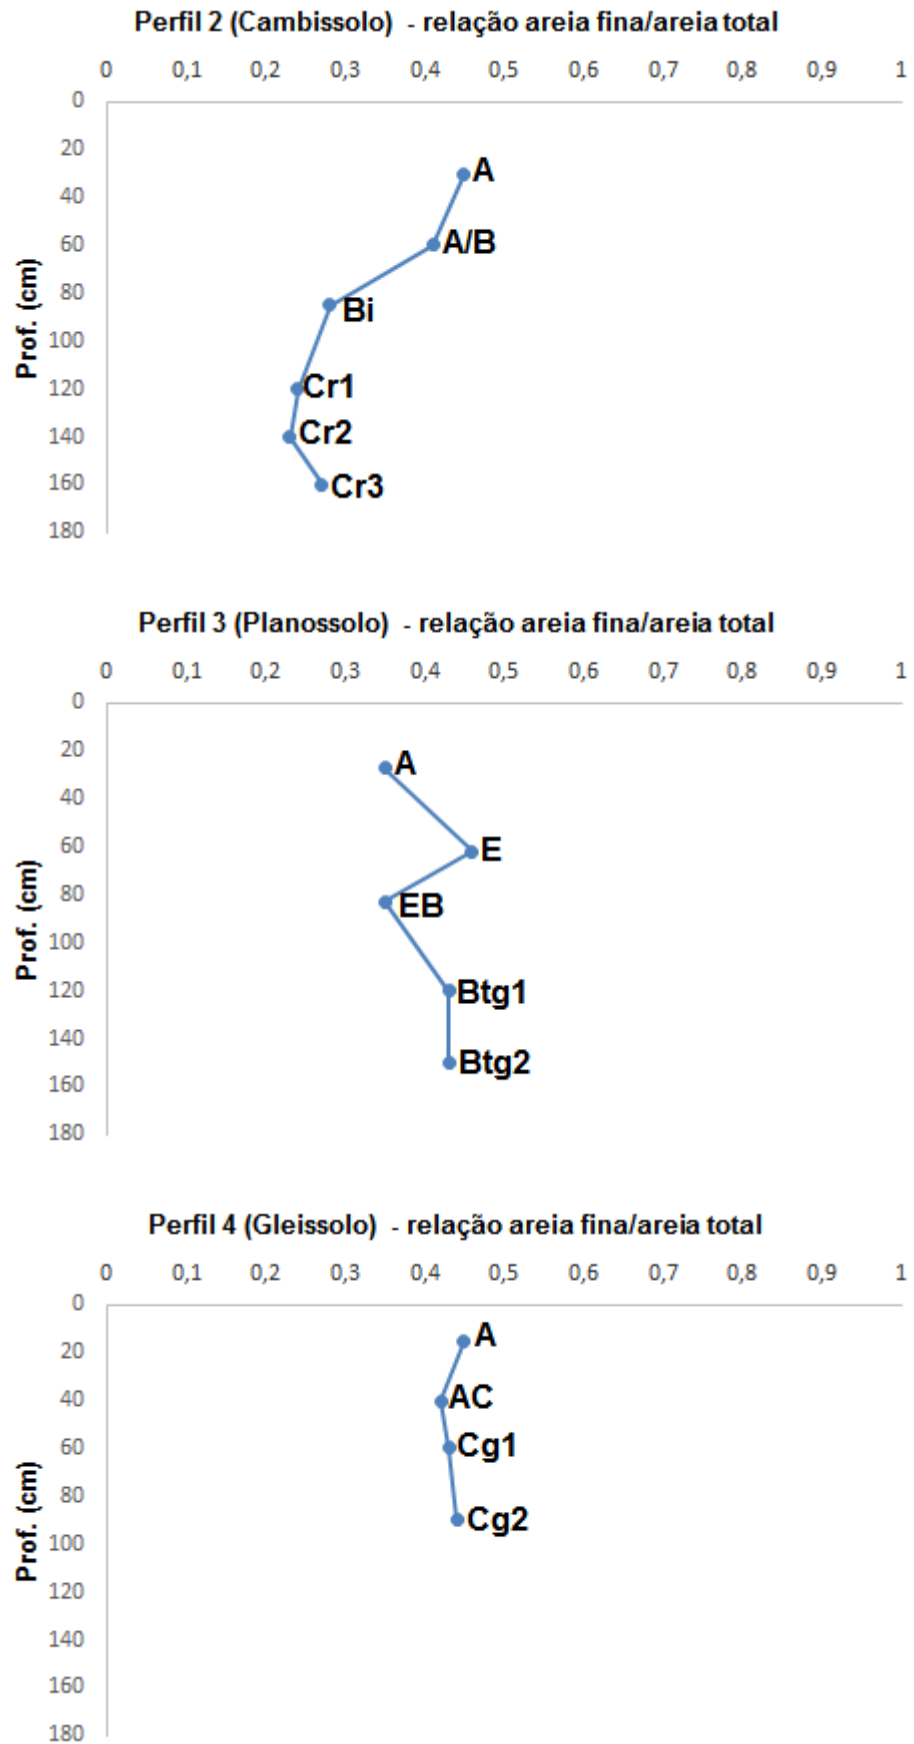 Perfil 2 (Cambissolo) - relação areia fina/areia total
0 0,1 0,2 0,3 0,4 0,5 0,6 0,7 0,8 0,9 1
0
20
40
60
80
100
120
140
160
180
Prof. (cm)
A
A/B
Bi
Cr1
Cr2
Cr3
Perfil 3 (Planossolo) - relação areia fina/areia total
0 0,1 0,2 0,3 0,4 0,5 0,6 0,7 0,8 0,9 1
0
20
40
60
80
100
120
140
160
180
Prof. (cm)
A
E
EB
Btg1
Btg2
Perfil 4 (Gleissolo) - relação areia fina/areia total
0 0,1 0,2 0,3 0,4 0,5 0,6 0,7 0,8 0,9 1
0
20
40
60
80
100
120
140
160
180
Prof. (cm)
A
AC
Cg1
Cg2